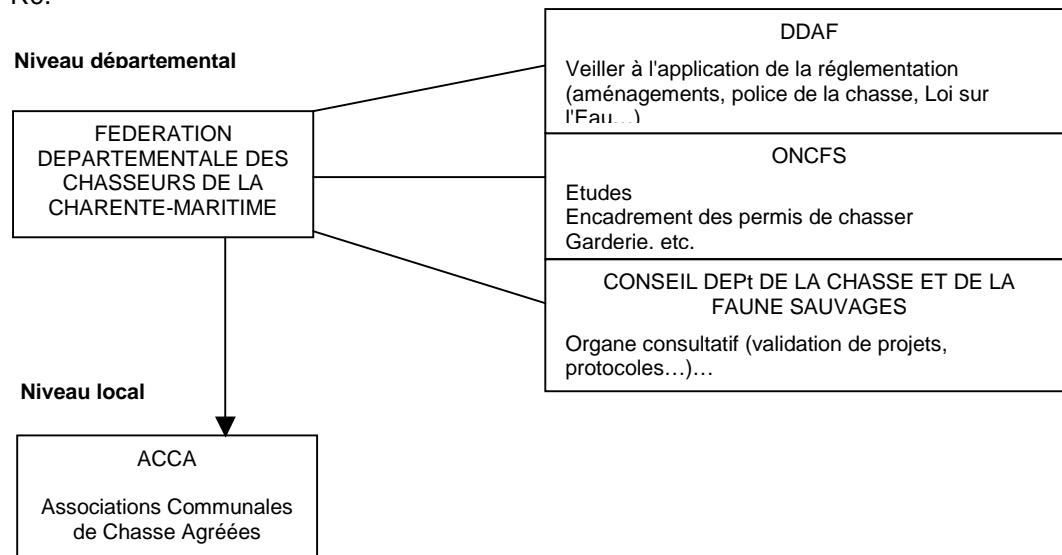 Niveau départemental
FEDERATION
DEPARTEMENTALE DES
CHASSEURS DE LA
CHARENTE-MARITIME
DDAF
Veiller à l'application de la réglementation
(aménagements, police de la chasse, Loi sur
l'Eau…)
ONCFS
Etudes
Encadrement des permis de chasser
Garderie. etc.
CONSEIL DEPt DE LA CHASSE ET DE LA
FAUNE SAUVAGES
Organe consultatif (validation de projets,
protocoles…)…
Niveau local
ACCA
Associations Communales
de Chasse Agréées